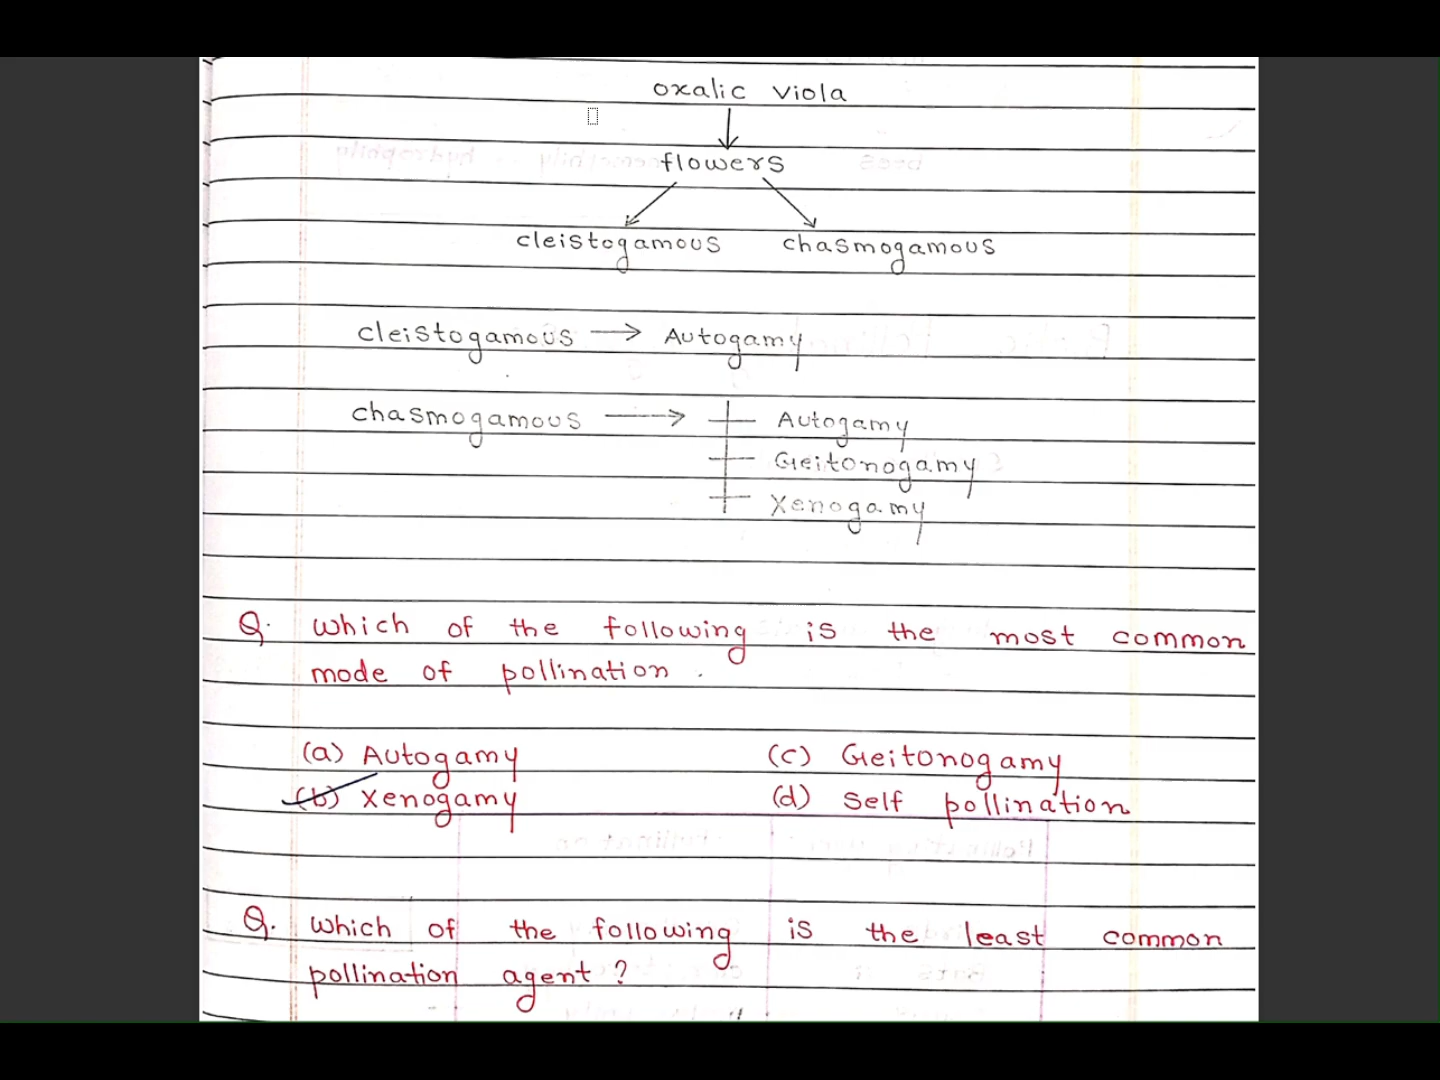 oxalic viola
flowers
cleistogamous chasmogamous
cleistogamous → Autogamy
chasmogamous → Autogamy
Geitonogamy
Xenogamy
Q. which of the following is the most common
mode of pollination.
(a) Autogamy (c) Geitonogamy
(b) Xenogamy (d) Self pollination
Q. which of the following is the least common
pollination agent ?